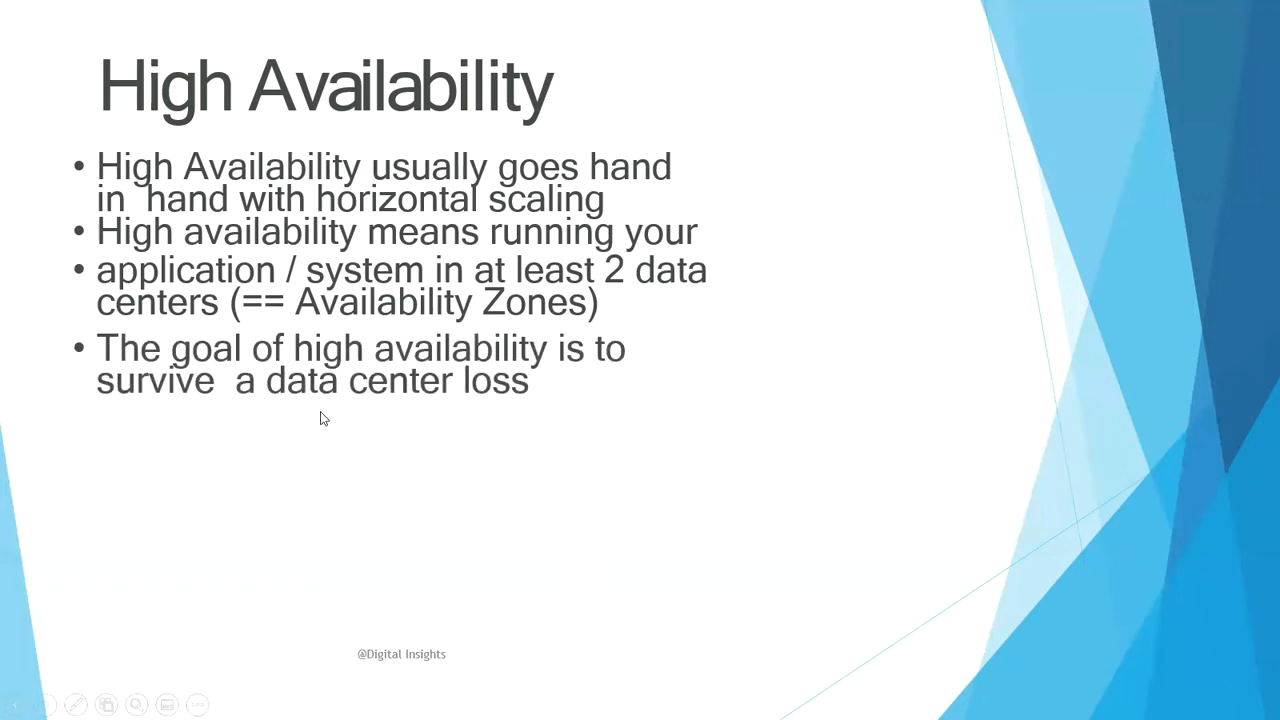 High Availability
• High Availability usually goes hand
in  hand with horizontal scaling
• High availability means running your
• application / system in at least 2 data
centers (== Availability Zones)
• The goal of high availability is to
survive  a data center loss
@Digital Insights